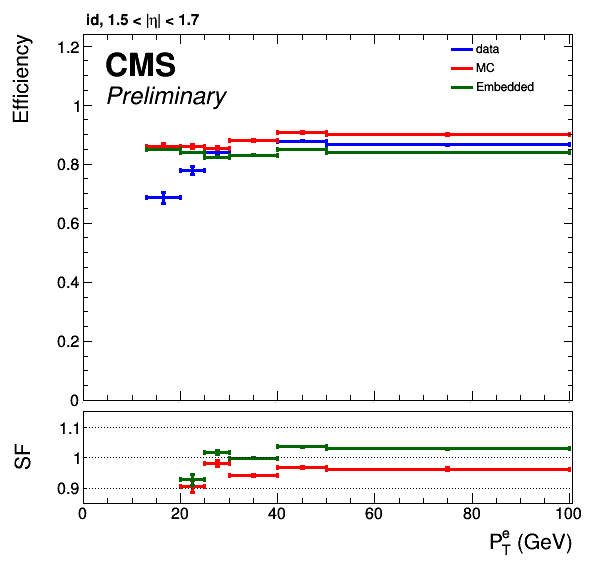 id, 1.5 < |η| < 1.7
Efficiency
1.2
1
0.8
0.6
0.4
0.2
0
CMS
Preliminary
data
MC
Embedded
SF
1.1
1
0.9
0 20 40 60 80 100
P_T^e (GeV)